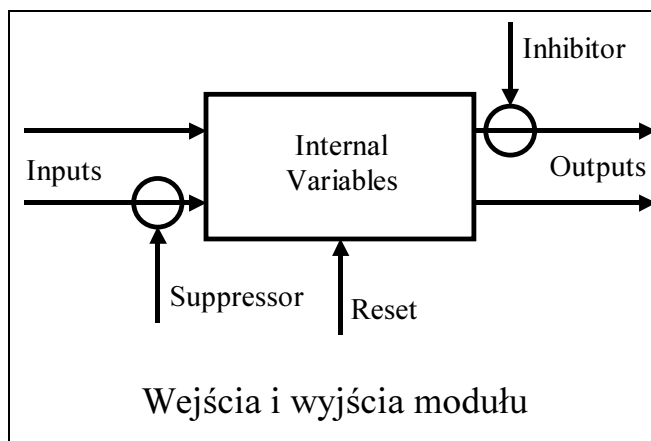 Inhibitor
Internal
Variables
Inputs
Outputs
Suppressor
Reset
Wejścia i wyjścia modułu